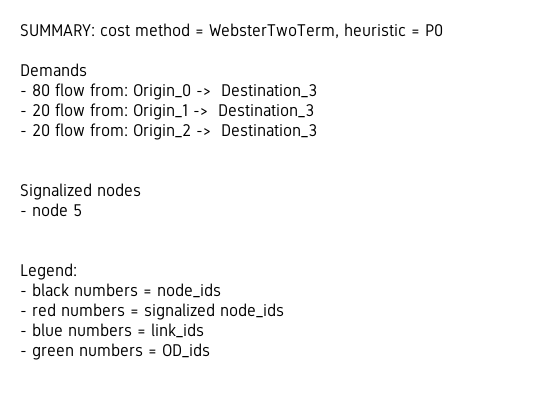 SUMMARY: cost method = WebsterTwoTerm, heuristic = P0
Demands
- 80 flow from: Origin_0 -> Destination_3
- 20 flow from: Origin_1 -> Destination_3
- 20 flow from: Origin_2 -> Destination_3
Signalized nodes
- node 5
Legend:
- black numbers = node_ids
- red numbers = signalized node_ids
- blue numbers = link_ids
- green numbers = OD_ids